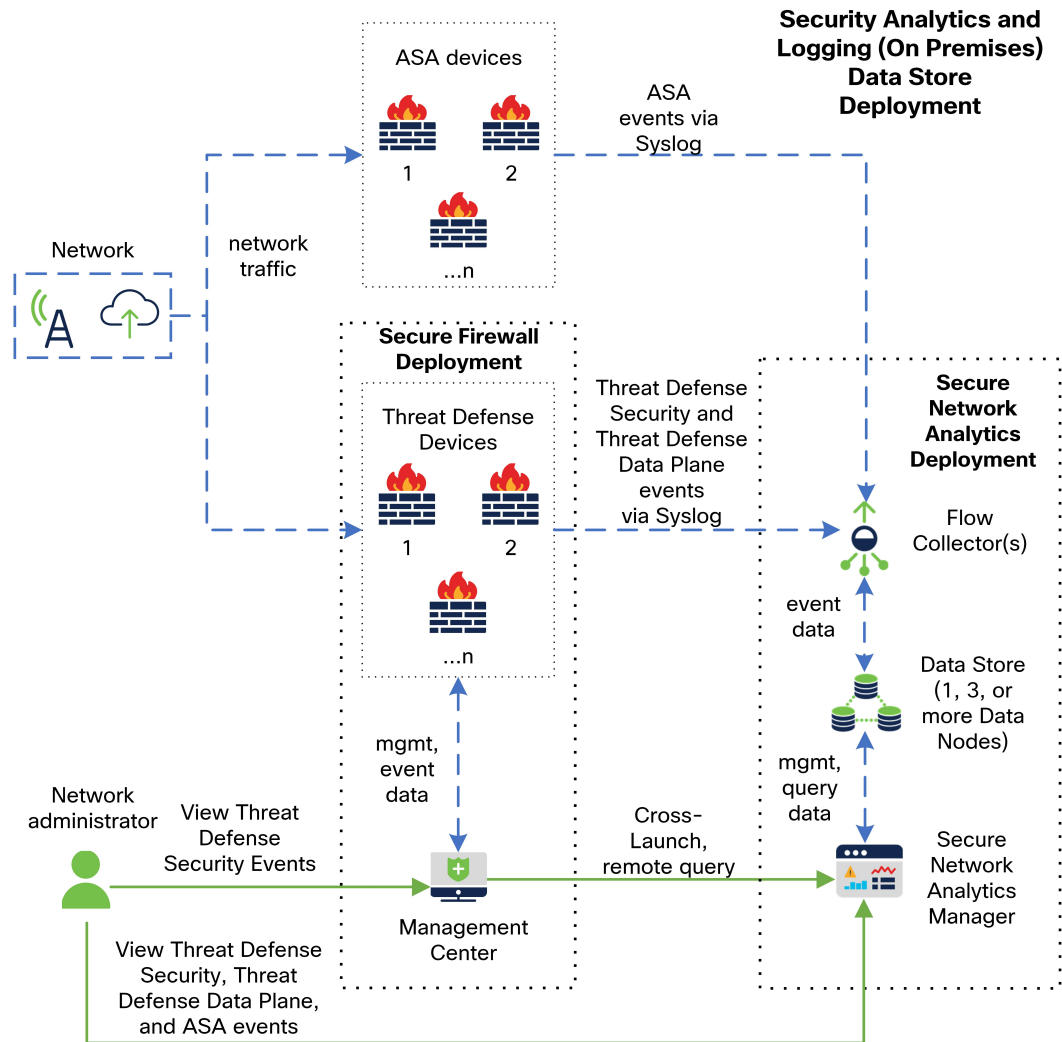 Security Analytics and
Logging (On Premises)
Data Store
Deployment
ASA devices
1
2
...n
ASA
events via
Syslog
Network
network
traffic
Secure Firewall
Deployment
Threat Defense
Devices
1
2
...n
Threat Defense
Security and
Threat Defense
Data Plane
events
via Syslog
Secure
Network
Analytics
Deployment
Flow
Collector(s)
event
data
Data Store
(1, 3, or
more Data
Nodes)
mgmt,
query
data
mgmt,
event
data
Network
administrator
View Threat
Defense
Security Events
Cross-
Launch,
remote query
Secure
Network
Analytics
Manager
Management
Center
View Threat Defense
Security, Threat
Defense Data Plane,
and ASA events